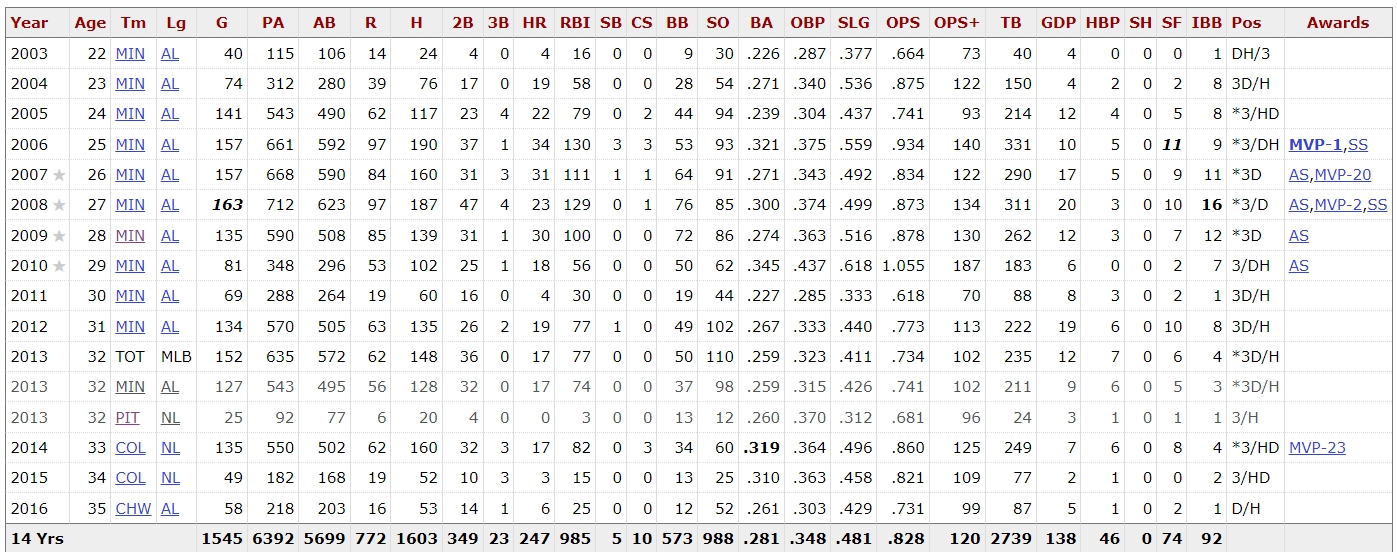 Year Age Tm Lg G PA AB R H 2B 3B HR RBI SB CS BB SO BA OBP SLG OPS OPS+ TB GDP HBP SH SF IBB Pos Awards
2003 22 MIN AL 40 115 106 14 24 4 0 4 16 0 0 9 30 .226 .287 .377 .664 73 40 4 0 0 0 1 DH/3
2004 23 MIN AL 74 312 280 39 76 17 0 19 58 0 0 28 54 .271 .340 .536 .875 122 150 4 2 0 2 8 3D/H
2005 24 MIN AL 141 543 490 62 117 23 4 22 79 0 2 44 94 .239 .304 .437 .741 93 214 12 4 0 5 8 *3/HD
2006 25 MIN AL 157 661 592 97 190 37 1 34 130 3 3 53 93 .321 .375 .559 .934 140 331 10 5 0 11 9 *3/DH MVP-1,SS
2007 ★ 26 MIN AL 157 668 590 84 160 31 3 31 111 1 1 64 91 .271 .343 .492 .834 122 290 17 5 0 9 11 *3D AS,MVP-20
2008 ★ 27 MIN AL 163 712 623 97 187 47 4 23 129 0 1 76 85 .300 .374 .499 .873 134 311 20 3 0 10 16 *3/D AS,MVP-2,SS
2009 ★ 28 MIN AL 135 590 508 85 139 31 1 30 100 0 0 72 86 .274 .363 .516 .878 130 262 12 3 0 7 12 *3D AS
2010 ★ 29 MIN AL 81 348 296 53 102 25 1 18 56 0 0 50 62 .345 .437 .618 1.055 187 183 6 0 0 2 7 3/DH AS
2011 30 MIN AL 69 288 264 19 60 16 0 4 30 0 0 19 44 .227 .285 .333 .618 70 88 8 3 0 2 1 3D/H
2012 31 MIN AL 134 570 505 63 135 26 2 19 77 1 0 49 102 .267 .333 .440 .773 113 222 19 6 0 10 8 3D/H
2013 32 TOT MLB 152 635 572 62 148 36 0 17 77 0 0 50 110 .259 .323 .411 .734 102 235 12 7 0 6 4 *3D/H
2013 32 MIN AL 127 543 495 56 128 32 0 17 74 0 0 37 98 .259 .315 .426 .741 102 211 9 6 0 5 3 *3D/H
2013 32 PIT NL 25 92 77 6 20 4 0 0 3 0 0 13 12 .260 .370 .312 .681 96 24 3 1 0 1 1 3/H
2014 33 COL NL 135 550 502 62 160 32 3 17 82 0 3 34 60 .319 .364 .496 .860 125 249 7 6 0 8 4 *3/HD MVP-23
2015 34 COL NL 49 182 168 19 52 10 3 3 15 0 0 13 25 .310 .363 .458 .821 109 77 2 1 0 0 2 3/HD
2016 35 CHW AL 58 218 203 16 53 14 1 6 25 0 0 12 52 .261 .303 .429 .731 99 87 5 1 0 2 1 D/H
14 Yrs 1545 6392 5699 772 1603 349 23 247 985 5 10 573 988 .281 .348 .481 .828 120 2739 138 46 0 74 92